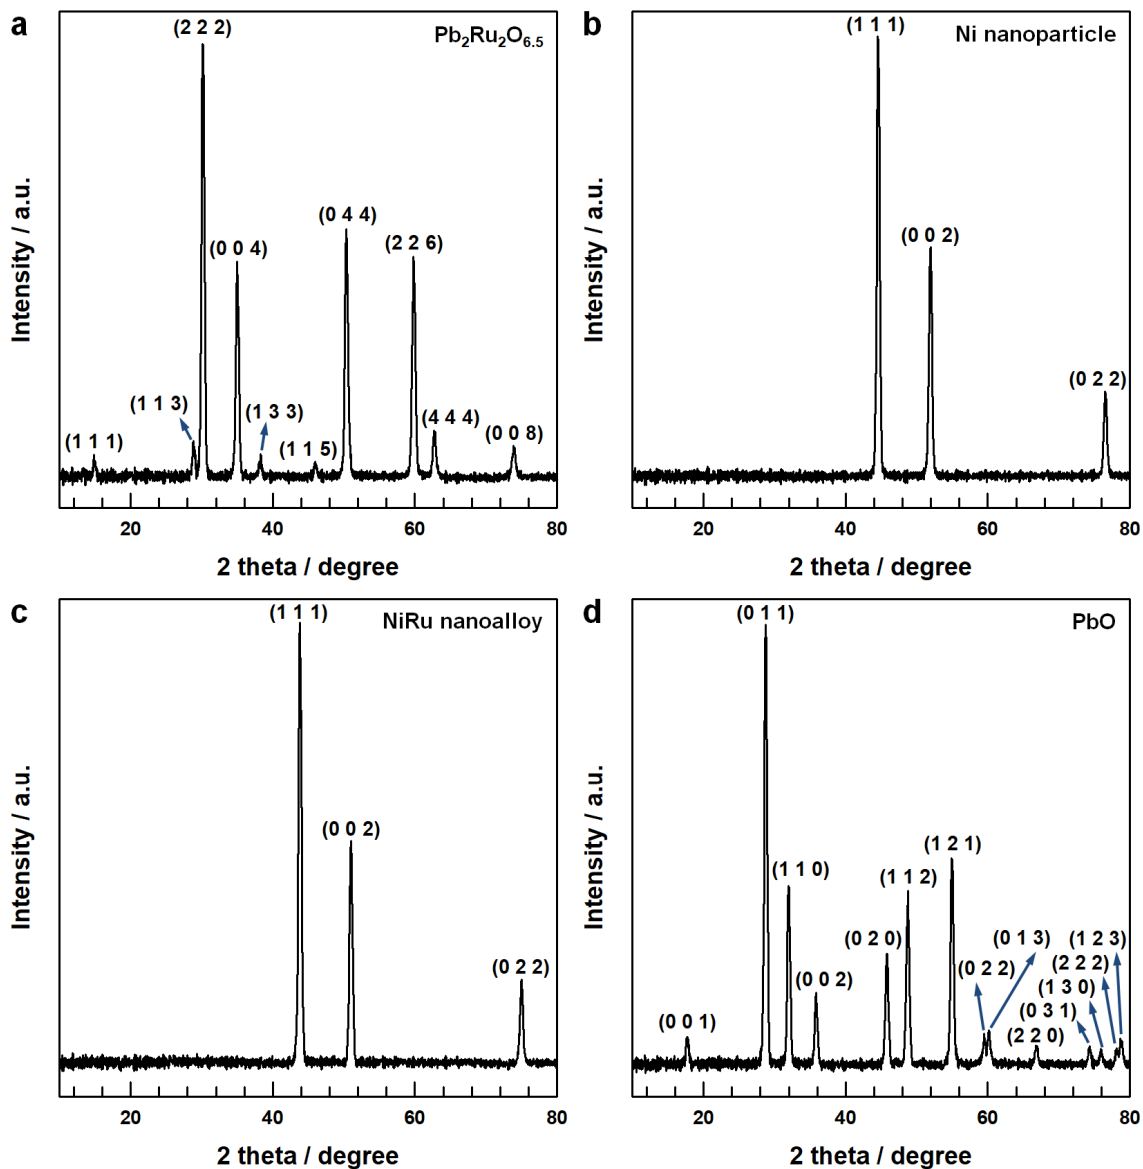 a
Pb₂Ru₂O₆.₅
(2 2 2)
(0 4 4)
(0 0 4)
(2 2 6)
(1 1 3)
(1 3 3)
(4 4 4)
(1 1 1)
(1 1 5)
(0 0 8)
Intensity / a.u.
20 40 60 80
2 theta / degree
b
Ni nanoparticle
(1 1 1)
(0 0 2)
(0 2 2)
Intensity / a.u.
20 40 60 80
2 theta / degree
c
NiRu nanoalloy
(1 1 1)
(0 0 2)
(0 2 2)
Intensity / a.u.
20 40 60 80
2 theta / degree
d
PbO
(0 1 1)
(1 2 1)
(1 1 0)
(1 1 2)
(0 2 0)
(0 1 3)
(1 2 3)
(0 2 2)
(2 2 2)
(0 0 2)
(1 3 0)
(0 3 1)
(0 0 1)
(2 2 0)
Intensity / a.u.
20 40 60 80
2 theta / degree